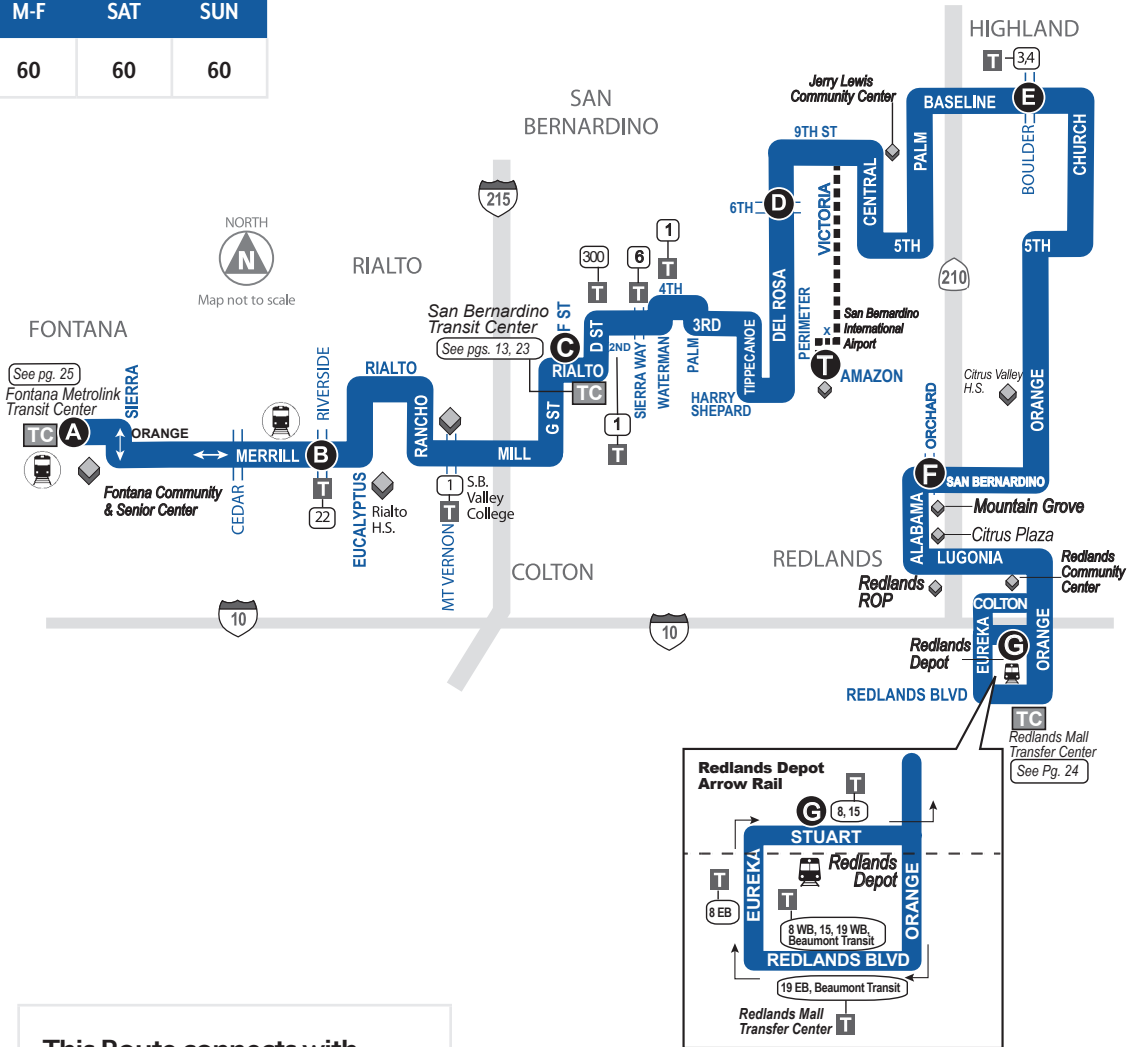 M-F SAT SUN
60 60 60
HIGHLAND
T 3,4
Jerry Lewis
Community Center
SAN
BERNARDINO
BASELINE
E
9TH ST
PALM
BOULDER
CHURCH
CENTRAL
VICTORIA
215
6TH
D
5TH
5TH
210
NORTH
N
Map not to scale
RIALTO
300
T
6
T
1
T
4TH
DEL ROSA
San Bernardino
Transit Center
See pgs. 13, 23
F ST
C
D ST
2ND
3RD
PERIMETER
x
San Bernardino
International
Airport
T
AMAZON
FONTANA
See pg. 25
Fontana Metrolink
Transit Center
TC
A
SIERRA
ORANGE
RIVERSIDE
RIALTO
RIALTO
TC
SIERRA WAY
WATERMAN
PALM
HARRY
SHEPARD
TIPPECANOE
Citrus Valley
H.S.
ORANGE
ORCHARD
MERRILL
B
RANCHO
MILL
G ST
1
T
F
SAN BERNARDINO
Fontana Community
& Senior Center
CEDAR
T
22
EUCALYPTUS
Rialto
H.S.
1
T
S.B.
Valley
College
MT VERNON
Mountain Grove
Citrus Plaza
ALABAMA
LUGONIA
COLTON
REDLANDS
Redlands
ROP
Redlands
Community
Center
10
10
COLTON
EUREKA
G
ORANGE
Redlands
Depot
REDLANDS BLVD
TC
Redlands Mall
Transfer Center
See Pg. 24
Redlands Depot
Arrow Rail
T
G
8, 15
STUART
Redlands
Depot
EUREKA
ORANGE
T
8 EB
T
8 WB, 15, 19 WB,
Beaumont Transit
REDLANDS BLVD
19 EB, Beaumont Transit
Redlands Mall
Transfer Center
T
This Route connects with